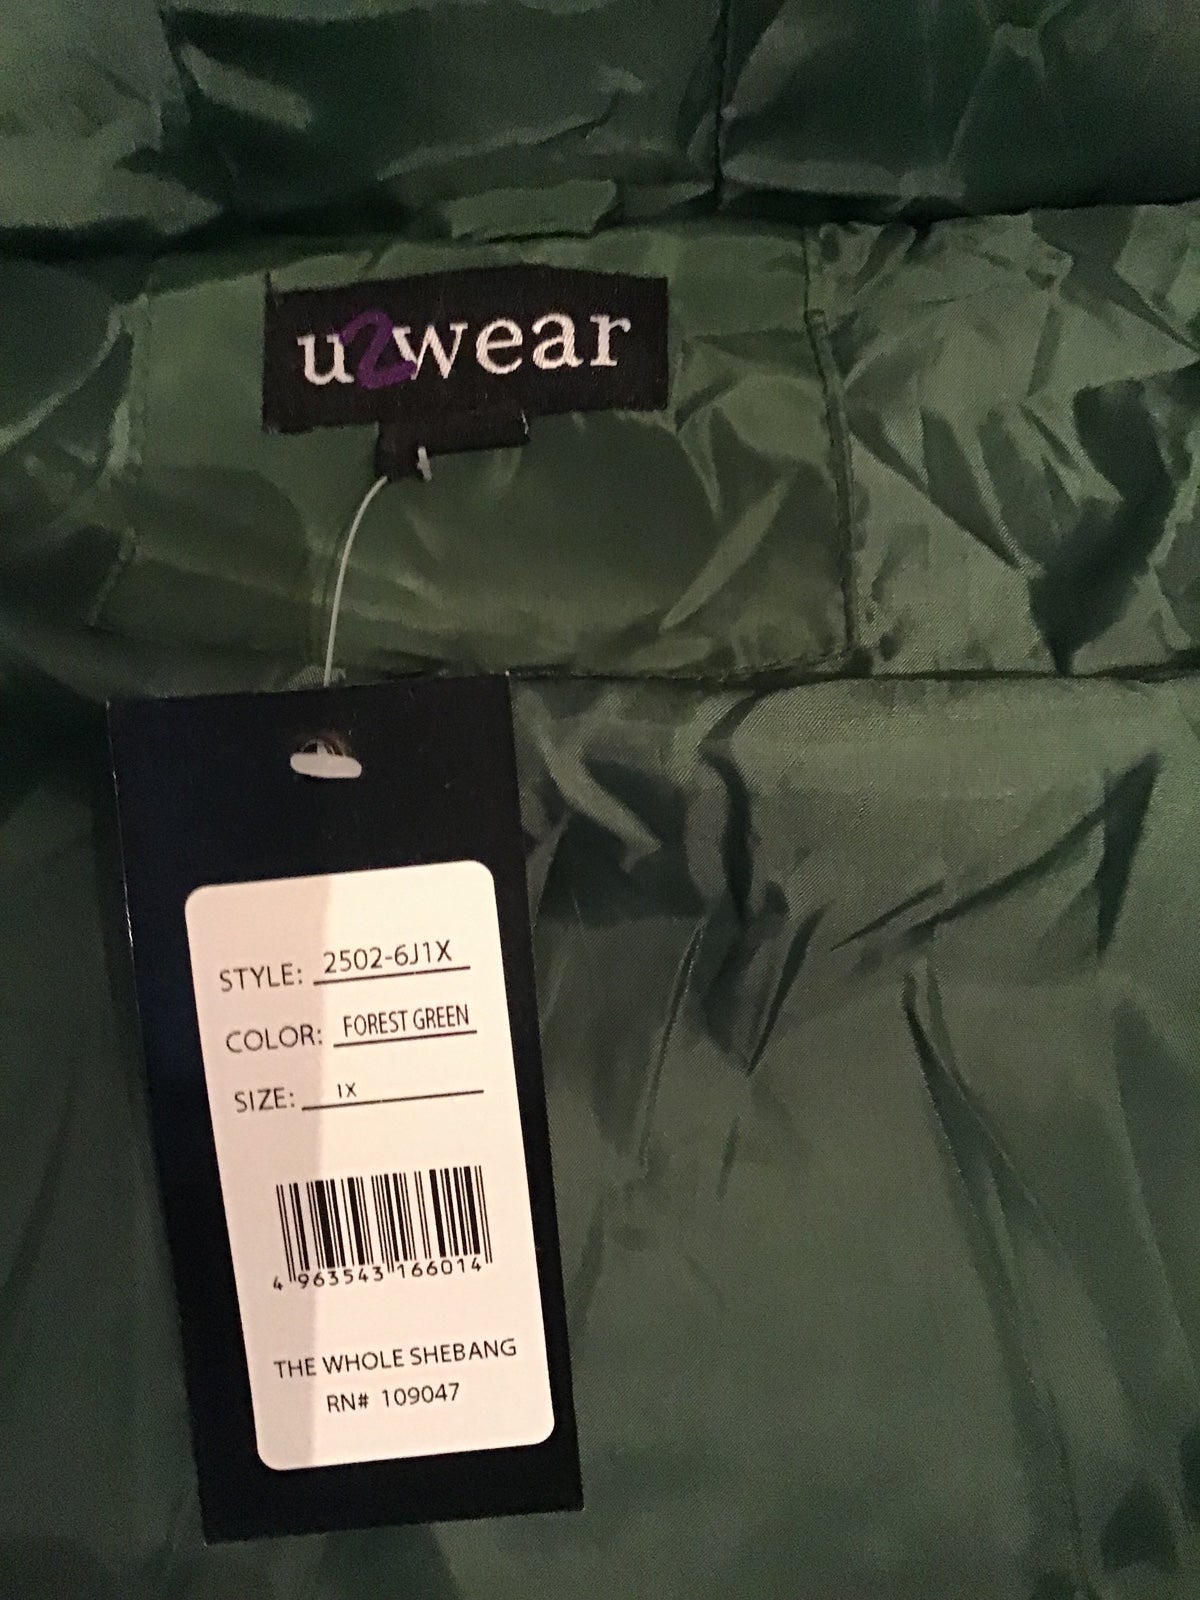 u2wear
STYLE: 2502-6J1X
COLOR: FOREST GREEN
SIZE: 1X
4 963543 166014
THE WHOLE SHEBANG
RN# 109047